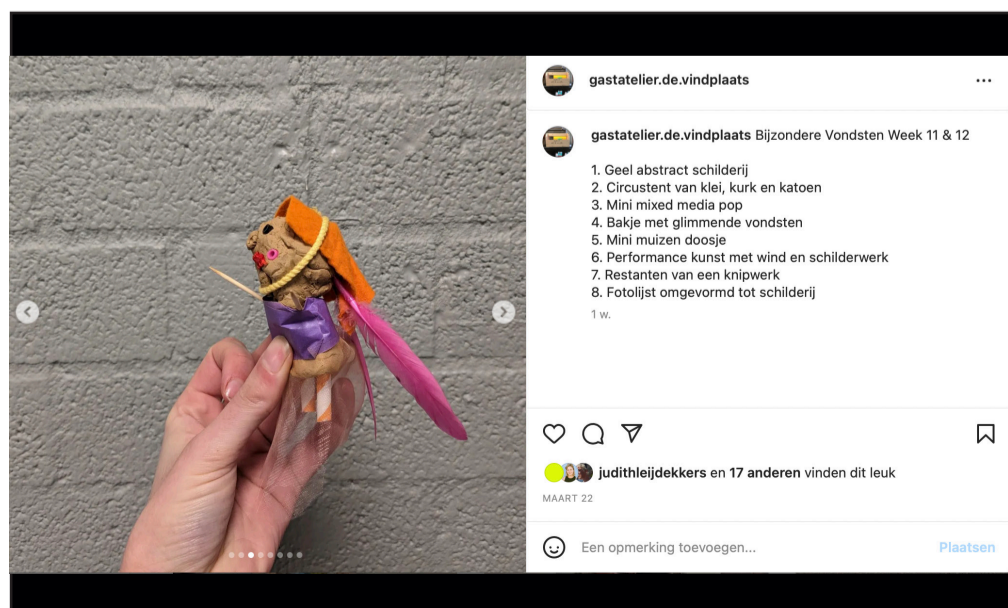 gastatelier.de.vindplaats
gastatelier.de.vindplaats Bijzondere Vondsten Week 11 & 12
1. Geel abstract schilderij
2. Circustent van klei, kurk en katoen
3. Mini mixed media pop
4. Bakje met glimmende vondsten
5. Mini muizen doosje
6. Performance kunst met wind en schilderwerk
7. Restanten van een knipwerk
8. Fotolijst omgevormd tot schilderij
1 w.
judithleijdekkers en 17 anderen vinden dit leuk
MAART 22
Een opmerking toevoegen...
Plaatsen